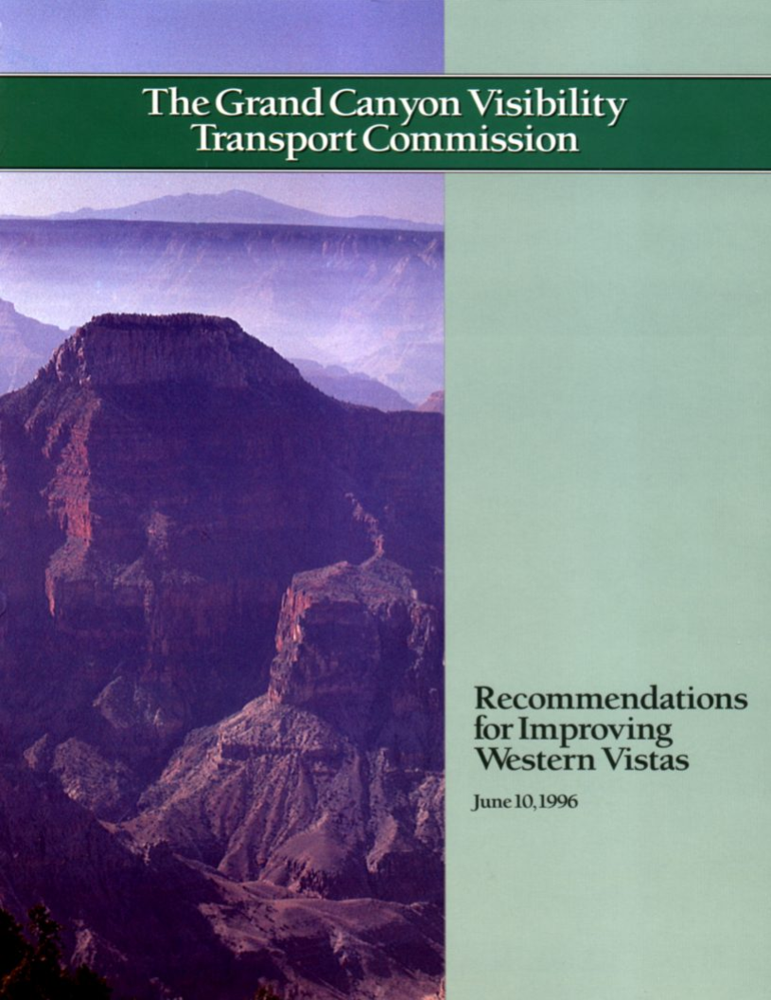 The Grand Canyon Visibility
Transport Commission
Recommendations
for Improving
Western Vistas
June 10, 1996